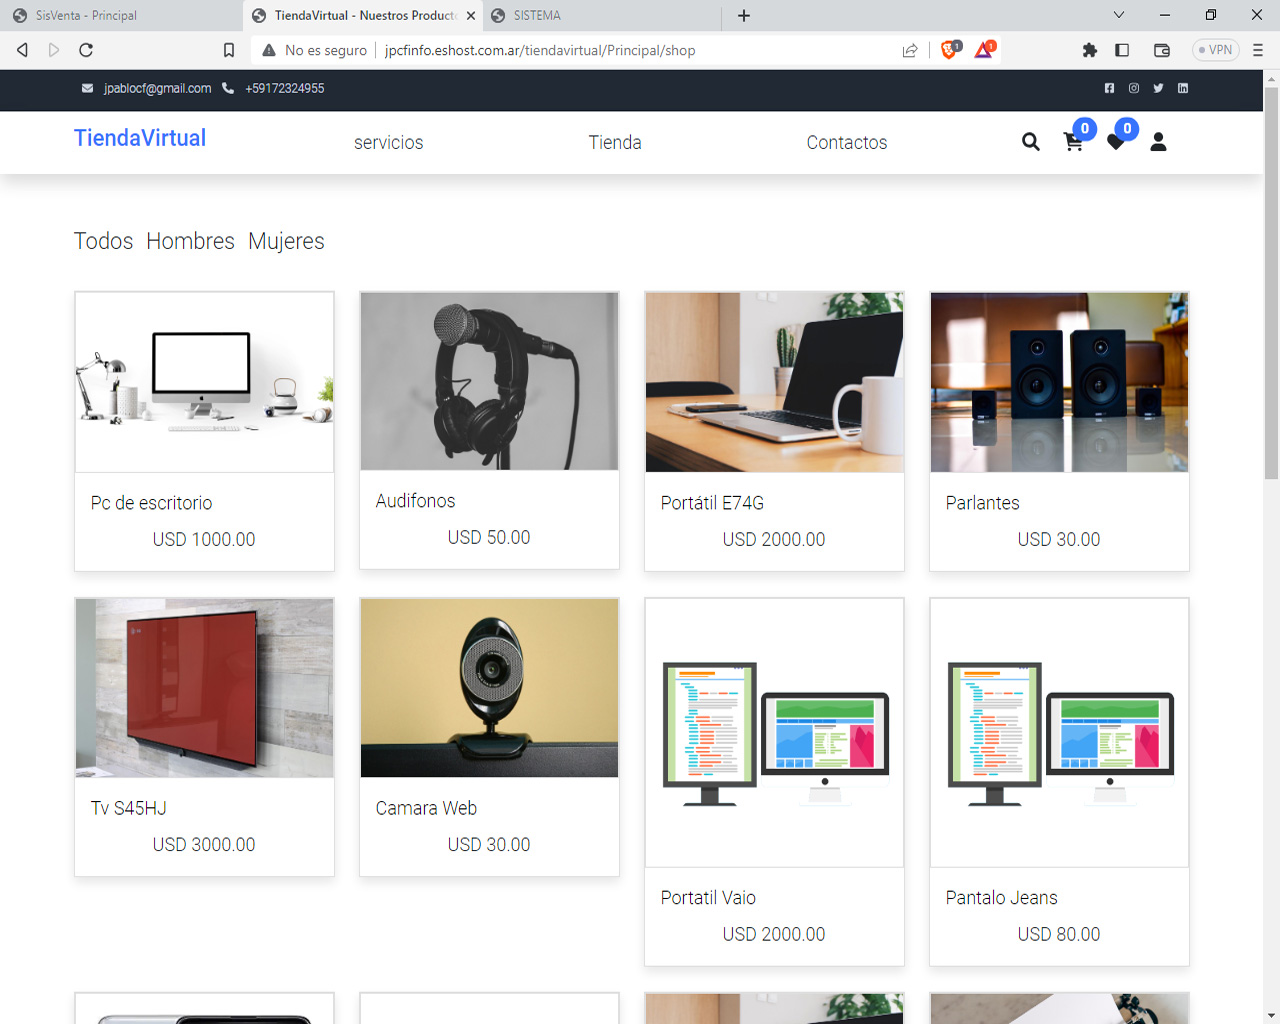 SisVenta - Principal
TiendaVirtual - Nuestros Producto
SISTEMA
No es seguro
jpcfinfo.eshost.com.ar/tiendavirtual/Principal/shop
1
1
VPN
jpablocf@gmail.com
+59172324955
TiendaVirtual
servicios
Tienda
Contactos
0
0
Todos Hombres Mujeres
Pc de escritorio
USD 1000.00
Audifonos
USD 50.00
Portátil E74G
USD 2000.00
Parlantes
USD 30.00
Tv S45HJ
USD 3000.00
Camara Web
USD 30.00
Portatil Vaio
USD 2000.00
Pantalo Jeans
USD 80.00